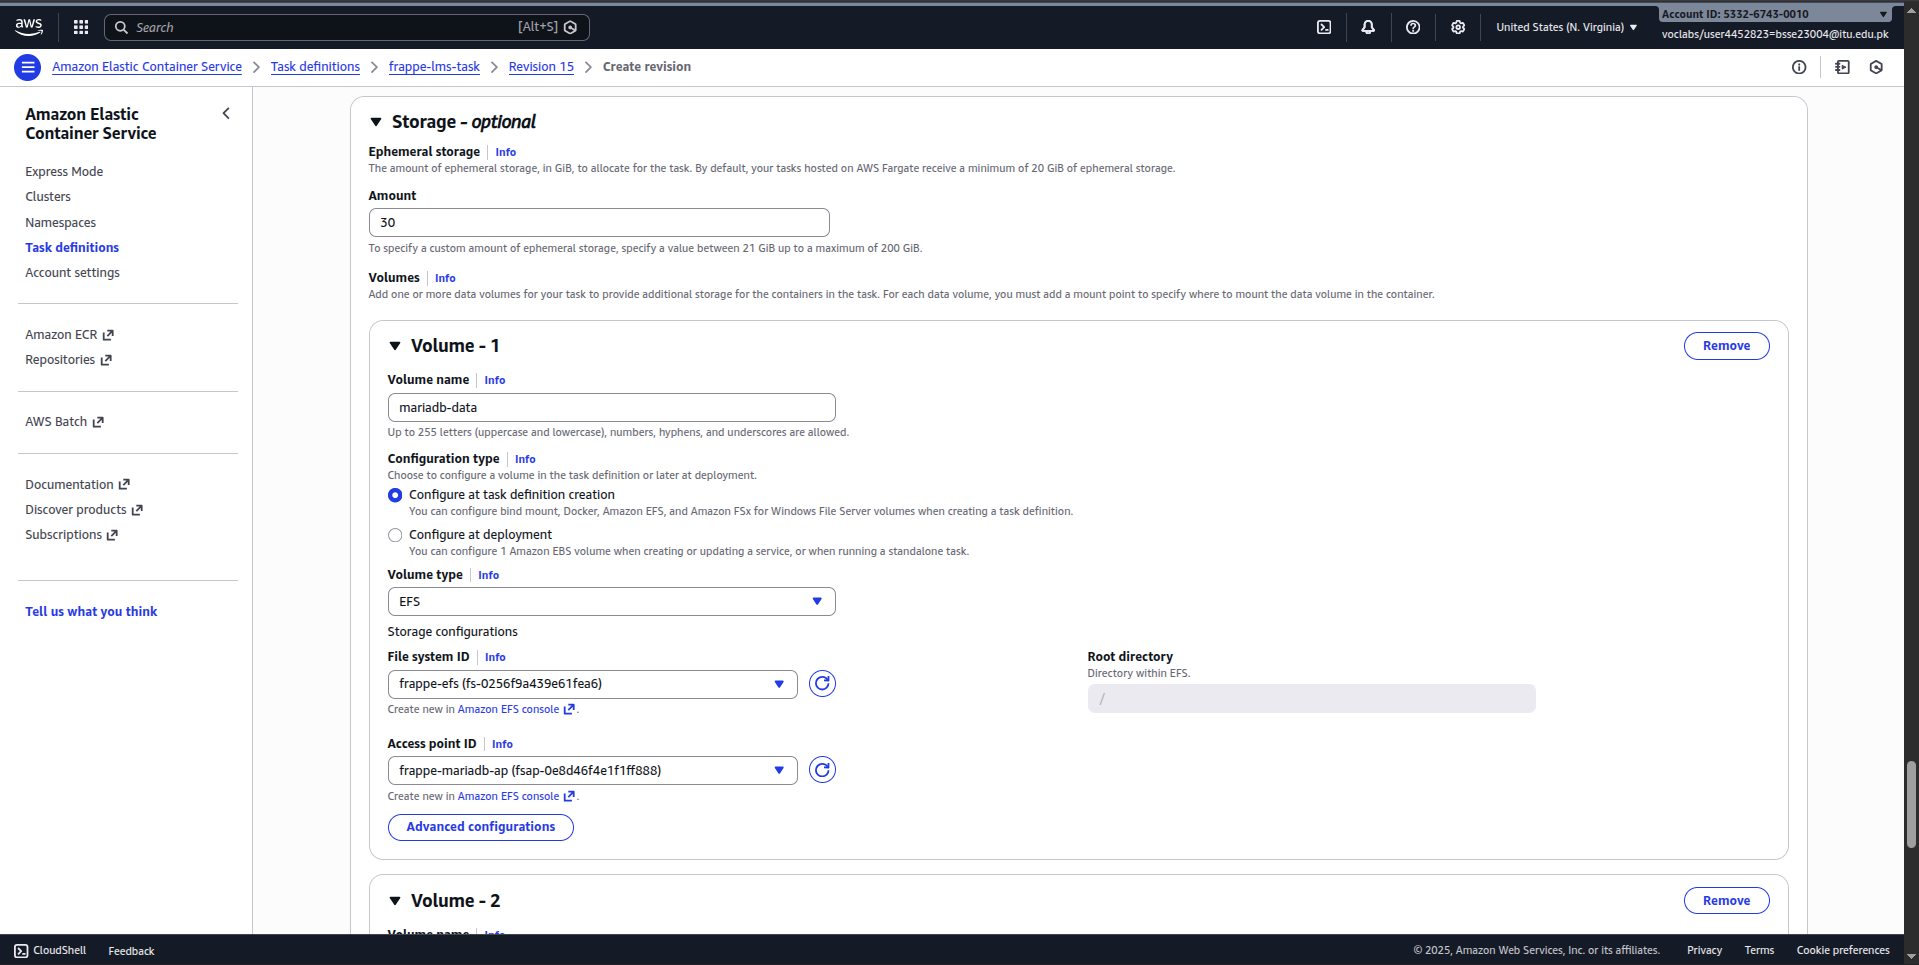 aws
Search
[Alt+S]
United States (N. Virginia)
Account ID: 5332-6743-0010
voclabs/user4452823=bsse23004@itu.edu.pk
Amazon Elastic Container Service
Task definitions
frappe-lms-task
Revision 15
Create revision
Amazon Elastic
Container Service
Express Mode
Clusters
Namespaces
Task definitions
Account settings
Amazon ECR
Repositories
AWS Batch
Documentation
Discover products
Subscriptions
Tell us what you think
Storage - optional
Ephemeral storage Info
The amount of ephemeral storage, in GiB, to allocate for the task. By default, your tasks hosted on AWS Fargate receive a minimum of 20 GiB of ephemeral storage.
Amount
30
To specify a custom amount of ephemeral storage, specify a value between 21 GiB up to a maximum of 200 GiB.
Volumes Info
Add one or more data volumes for your task to provide additional storage for the containers in the task. For each data volume, you must add a mount point to specify where to mount the data volume in the container.
Volume - 1
Remove
Volume name Info
mariadb-data
Up to 255 letters (uppercase and lowercase), numbers, hyphens, and underscores are allowed.
Configuration type Info
Choose to configure a volume in the task definition or later at deployment.
Configure at task definition creation
You can configure bind mount, Docker, Amazon EFS, and Amazon FSx for Windows File Server volumes when creating a task definition.
Configure at deployment
You can configure 1 Amazon EBS volume when creating or updating a service, or when running a standalone task.
Volume type Info
EFS
Storage configurations
File system ID Info
frappe-efs (fs-0256f9a439e61fea6)
Create new in Amazon EFS console .
Root directory
Directory within EFS.
/
Access point ID Info
frappe-mariadb-ap (fsap-0e8d46f4e1f1ff888)
Create new in Amazon EFS console .
Advanced configurations
Volume - 2
Remove
Volume name Info
CloudShell
Feedback
© 2025, Amazon Web Services, Inc. or its affiliates.
Privacy
Terms
Cookie preferences